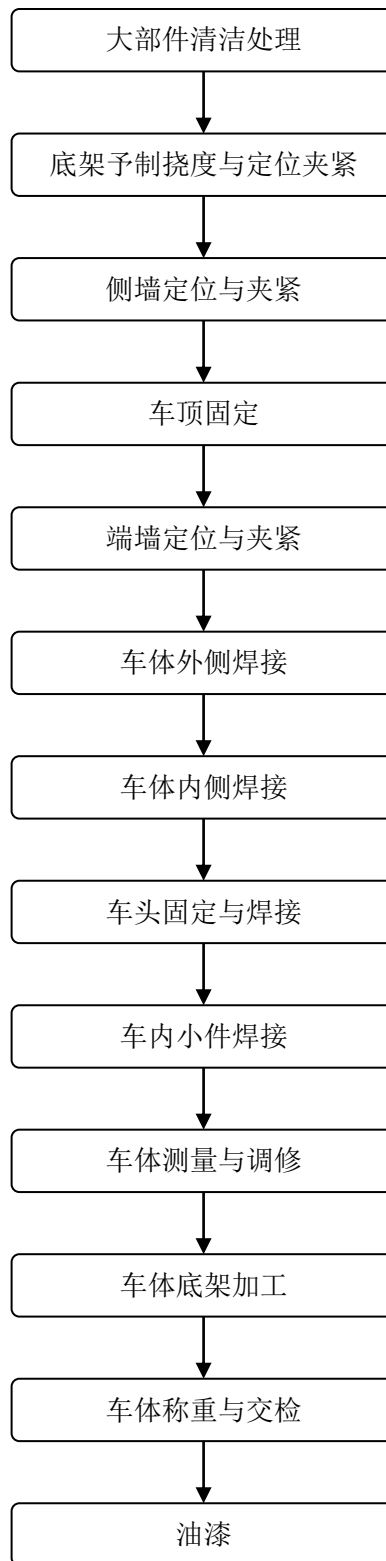 大部件清洁处理
底架予制挠度与定位夹紧
侧墙定位与夹紧
车顶固定
端墙定位与夹紧
车体外侧焊接
车体内侧焊接
车头固定与焊接
车内小件焊接
车体测量与调修
车体底架加工
车体称重与交检
油漆